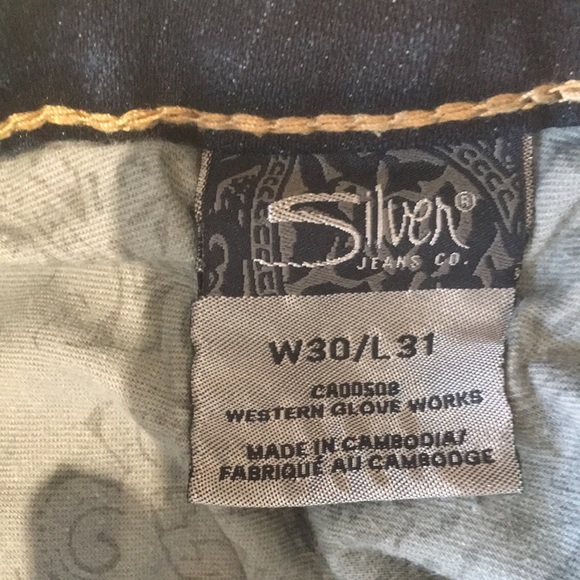 Silver®
JEANS CO.
W30/L31
CA00508
WESTERN GLOVE WORKS
MADE IN CAMBODIA/
FABRIQUÉ AU CAMBODGE